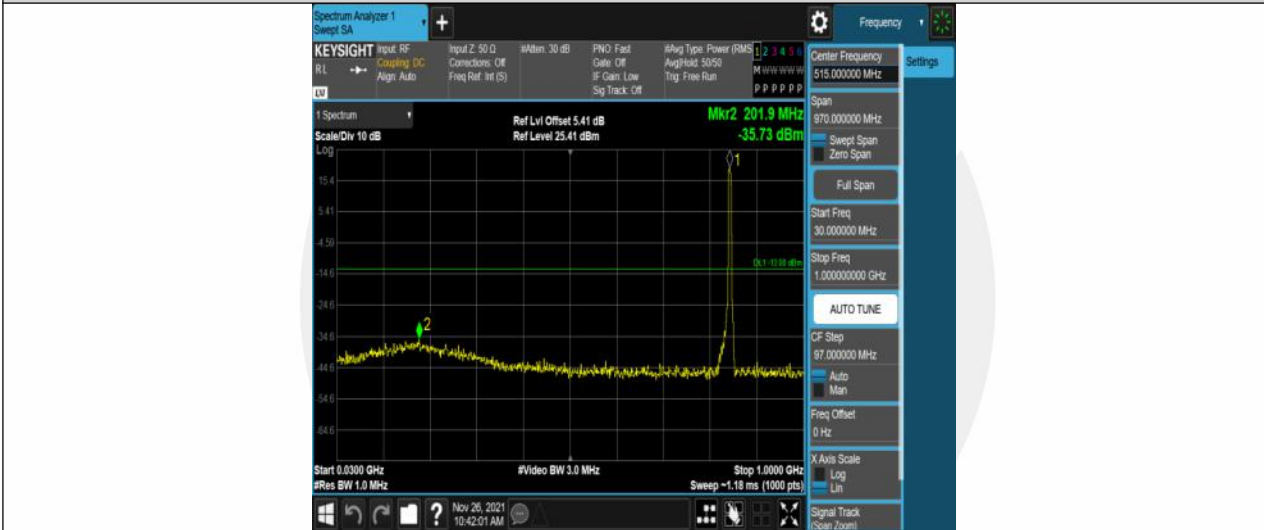 Spectrum Analyzer 1
Swept SA
Frequency
KEYSIGHT
RL
LV
Input: RF
Coupling: DC
Align: Auto
Input Z: 50 Ω
Corrections: Off
Freq Ref: Int (S)
#Atten: 30 dB
PNO: Fast
Gate: Off
IF Gain: Low
Sig Track: Off
#Avg Type: Power (RMS
Avg|Hold: 50/50
Trig: Free Run
1 2 3 4 5 6
M W W W W W
P P P P P P
Center Frequency
515.000000 MHz
Settings
Span
970.000000 MHz
Swept Span
Zero Span
Full Span
Start Freq
30.000000 MHz
Stop Freq
1.000000000 GHz
AUTO TUNE
CF Step
97.000000 MHz
Auto
Man
Freq Offset
0 Hz
X Axis Scale
Log
Lin
Signal Track
(Span Zoom)
1 Spectrum
Scale/Div 10 dB
Ref Lvl Offset 5.41 dB
Ref Level 25.41 dBm
Mkr2 201.9 MHz
-35.73 dBm
Log
1
15.4
5.41
-4.59
DL1 -13.00 dBm
-14.6
-24.6
2
-34.6
-44.6
-54.6
-64.6
Start 0.0300 GHz
#Video BW 3.0 MHz
Stop 1.0000 GHz
#Res BW 1.0 MHz
Sweep ~1.18 ms (1000 pts)
?
Nov 26, 2021
10:42:01 AM